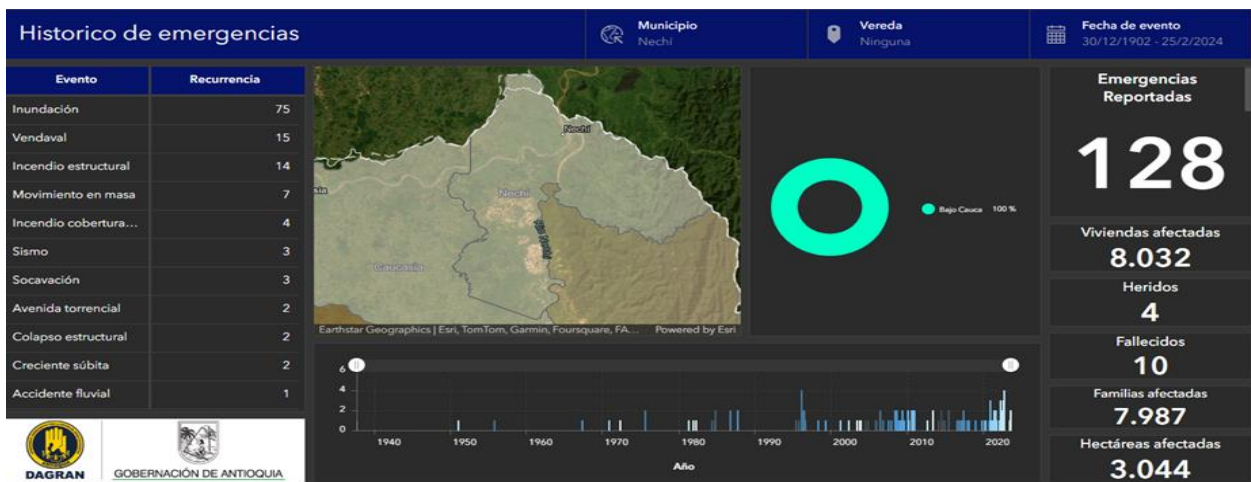 Historico de emergencias
Municipio
Nechí
Vereda
Ninguna
Fecha de evento
30/12/1902 - 25/2/2024
Evento Recurrencia
Inundación 75
Vendaval 15
Incendio estructural 14
Movimiento en masa 7
Incendio cobertura... 4
Sismo 3
Socavación 3
Avenida torrencial 2
Colapso estructural 2
Creciente súbita 2
Accidente fluvial 1
DAGRAN
GOBERNACIÓN DE ANTIOQUIA
Nechí
Nechí
Caucasia
Earthstar Geographics | Esri, TomTom, Garmin, Foursquare, FA... Powered by Esri
Bajo Cauca 100 %
6
4
2
0
1940 1950 1960 1970 1980 1990 2000 2010 2020
Año
Emergencias
Reportadas
128
Viviendas afectadas
8.032
Heridos
4
Fallecidos
10
Familias afectadas
7.987
Hectáreas afectadas
3.044